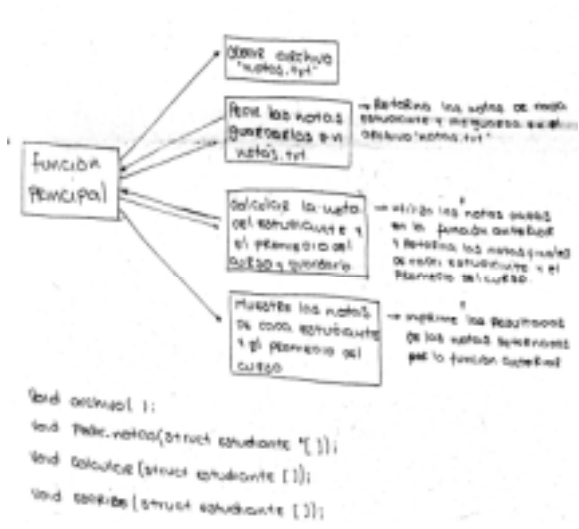 abrir archivo
"notas.txt"
Pedir las notas
guardarlas en
notas.txt
→ Retorna las notas de cada
estudiante y las guarda en el
archivo "notas.txt"
función
principal
calcular la nota
del estudiante y
el promedio del
curso y guardarlo
→ utiliza las notas
en la función anterior
y retorna las notas finales
de cada estudiante y el
promedio del curso.
Muestre las notas
de cada estudiante
y el promedio del
curso
→ imprime los resultados
de las notas obtenidas
por la función anterior
Void archivo( );
Void Pedir_notas(struct estudiante *[ ]);
Void calcular(struct estudiante [ ]);
Void escribe(struct estudiante [ ]);